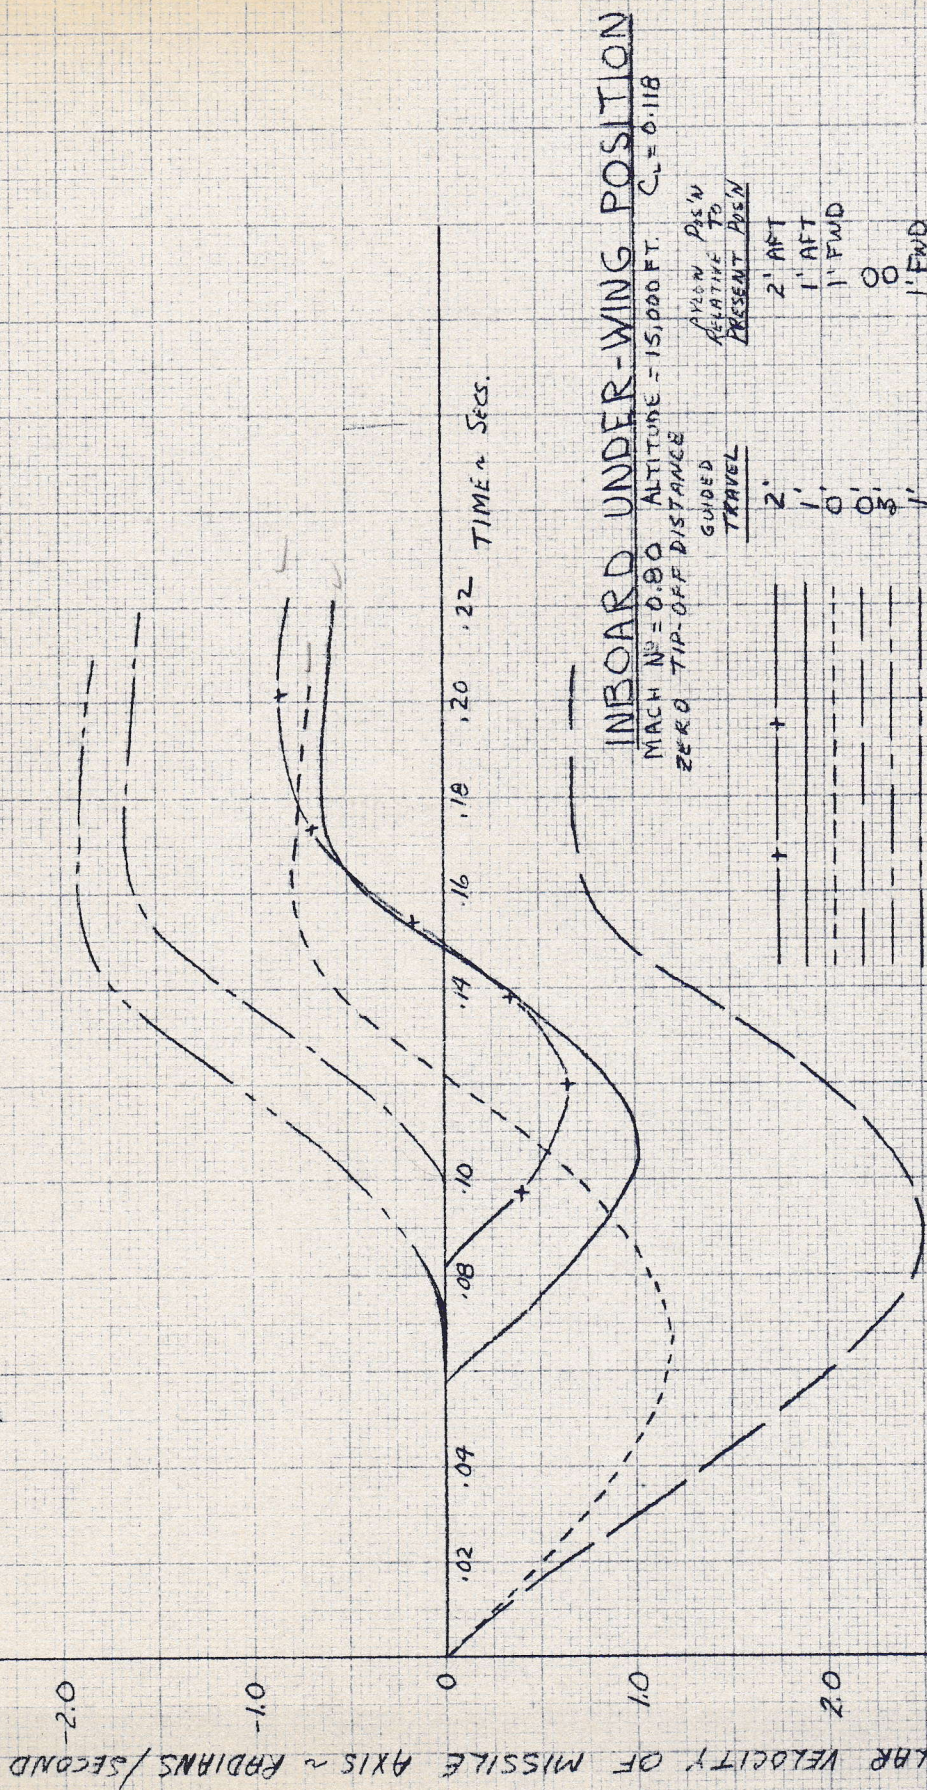 INBOARD UNDER-WING POSITION
MACH Nº = 0.80 ALTITUDE = 15,000 FT. CL = 0.118
ZERO TIP-OFF DISTANCE
GUIDED TRAVEL
PYLON POS'N RELATIVE TO PRESENT POS'N
2' 2' AFT
1' 1' AFT
0 1' FWD
0 0
3' 0
1' 1' FWD
TIME ~ SECS.
.02 .04 .08 .10 .14 .16 .18 .20 .22
-2.0
-1.0
0
1.0
2.0
LAR VELOCITY OF MISSILE AXIS ~ RADIANS/SECOND